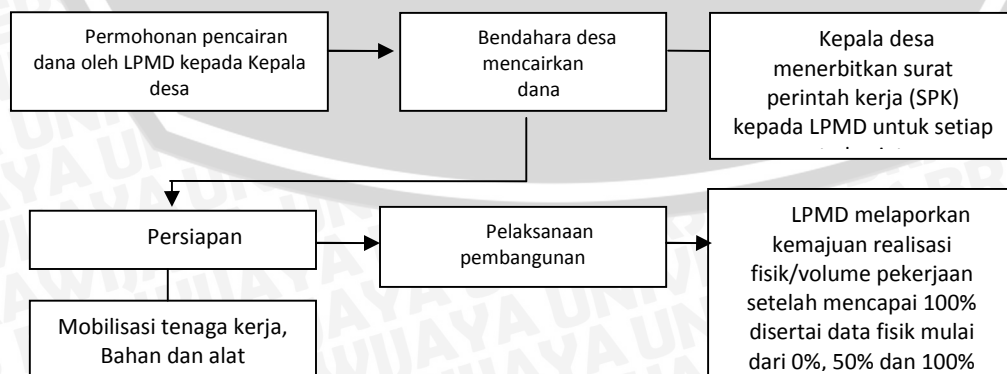 Permohonan pencairan
dana oleh LPMD kepada Kepala
desa
Bendahara desa
mencairkan
dana
Kepala desa
menerbitkan surat
perintah kerja (SPK)
kepada LPMD untuk setiap
Persiapan
Pelaksanaan
pembangunan
LPMD melaporkan
kemajuan realisasi
fisik/volume pekerjaan
setelah mencapai 100%
disertai data fisik mulai
dari 0%, 50% dan 100%
Mobilisasi tenaga kerja,
Bahan dan alat